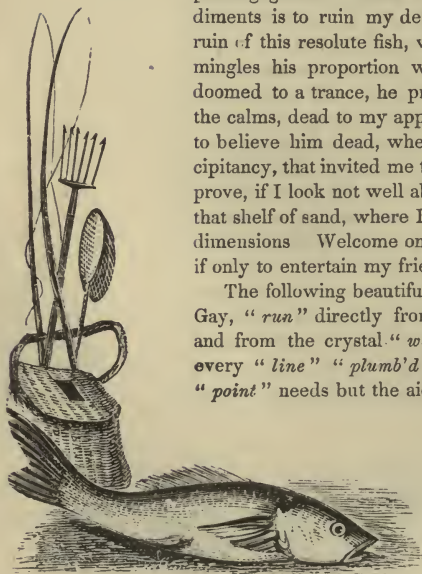 diments is to ruin my de
ruin of this resolute fish, v
mingles his proportion w
doomed to a trance, he pr
the calms, dead to my app
to believe him dead, whe
cipitancy, that invited me t
prove, if I look not well al
that shelf of sand, where I
dimensions Welcome on
if only to entertain my frie
The following beautifu
Gay, “ run ” directly fron
and from the crystal “ w
every “ line ” “ plumb'd
“ point ” needs but the aid